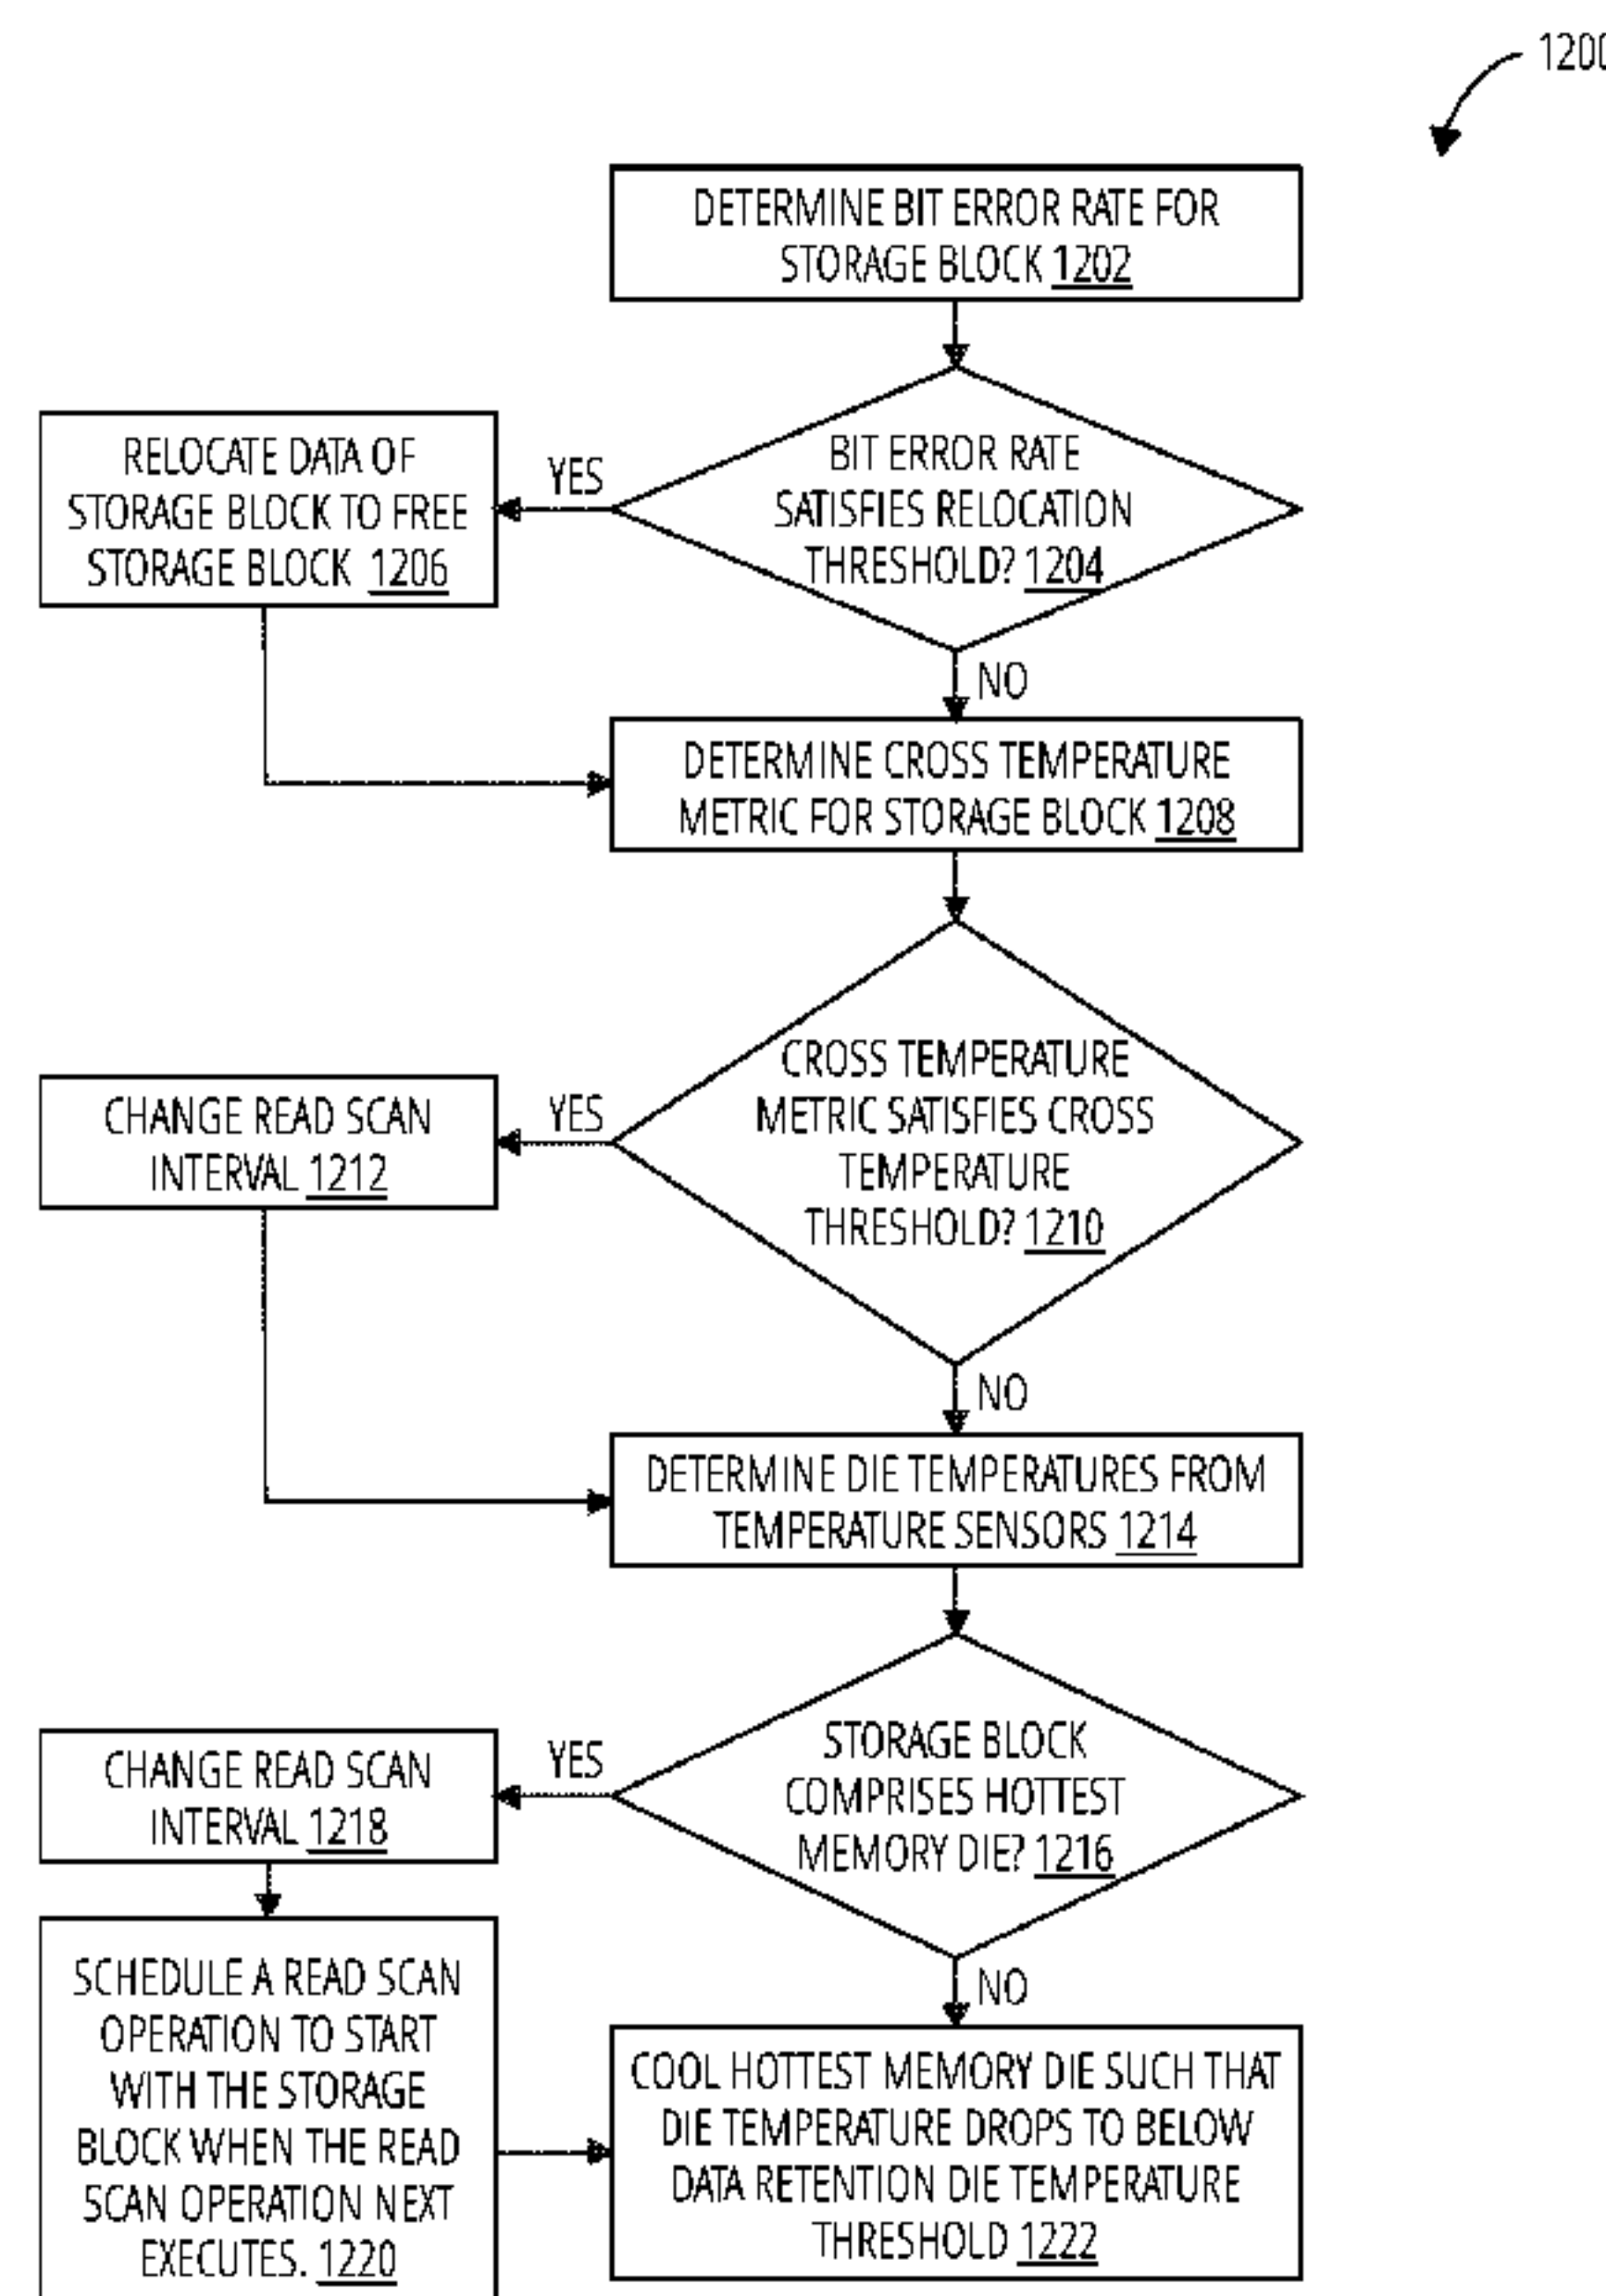 1200
DETERMINE BIT ERROR RATE FOR
STORAGE BLOCK 1202
RELOCATE DATA OF
STORAGE BLOCK TO FREE
STORAGE BLOCK 1206
YES
BIT ERROR RATE
SATISFIES RELOCATION
THRESHOLD? 1204
NO
DETERMINE CROSS TEMPERATURE
METRIC FOR STORAGE BLOCK 1208
CHANGE READ SCAN
INTERVAL 1212
YES
CROSS TEMPERATURE
METRIC SATISFIES CROSS
TEMPERATURE
THRESHOLD? 1210
NO
DETERMINE DIE TEMPERATURES FROM
TEMPERATURE SENSORS 1214
CHANGE READ SCAN
INTERVAL 1218
YES
STORAGE BLOCK
COMPRISES HOTTEST
MEMORY DIE? 1216
NO
SCHEDULE A READ SCAN
OPERATION TO START
WITH THE STORAGE
BLOCK WHEN THE READ
SCAN OPERATION NEXT
EXECUTES. 1220
COOL HOTTEST MEMORY DIE SUCH THAT
DIE TEMPERATURE DROPS TO BELOW
DATA RETENTION DIE TEMPERATURE
THRESHOLD 1222